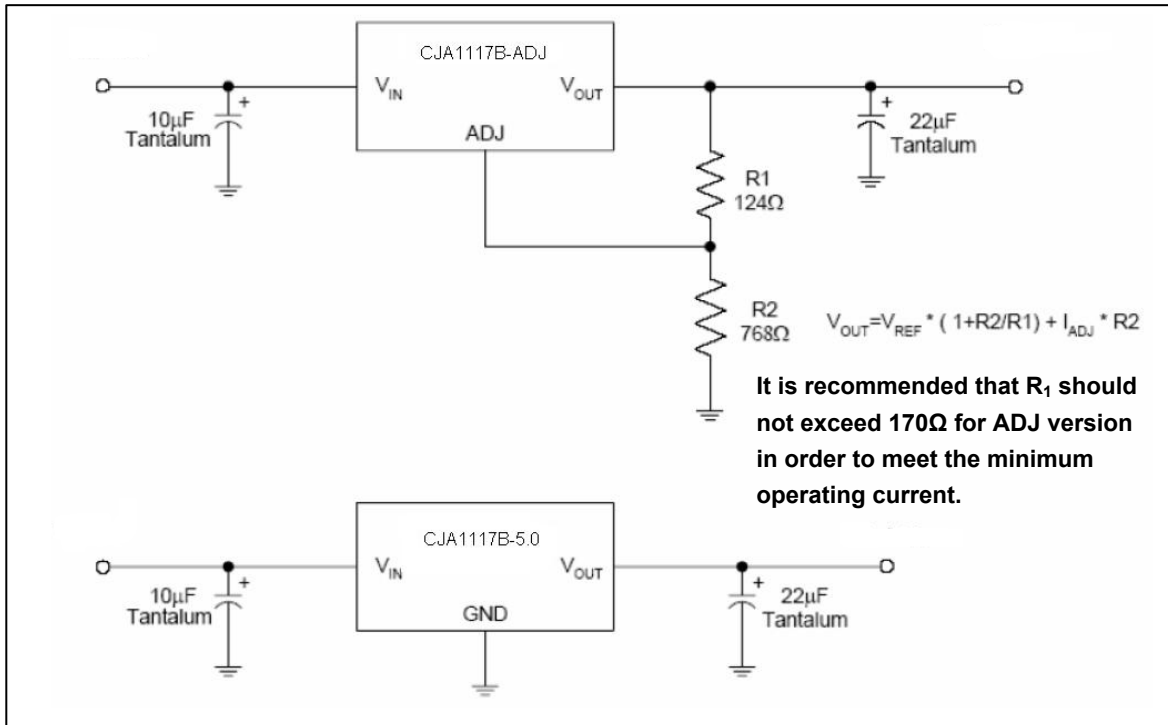 CJA1117B-ADJ
V_IN
V_OUT
ADJ
10μF
Tantalum
+
+
22μF
Tantalum
R1
124Ω
R2
768Ω
V_OUT=V_REF * ( 1+R2/R1) + I_ADJ * R2
It is recommended that R₁ should
not exceed 170Ω for ADJ version
in order to meet the minimum
operating current.
CJA1117B-5.0
V_IN
V_OUT
GND
10μF
Tantalum
+
+
22μF
Tantalum